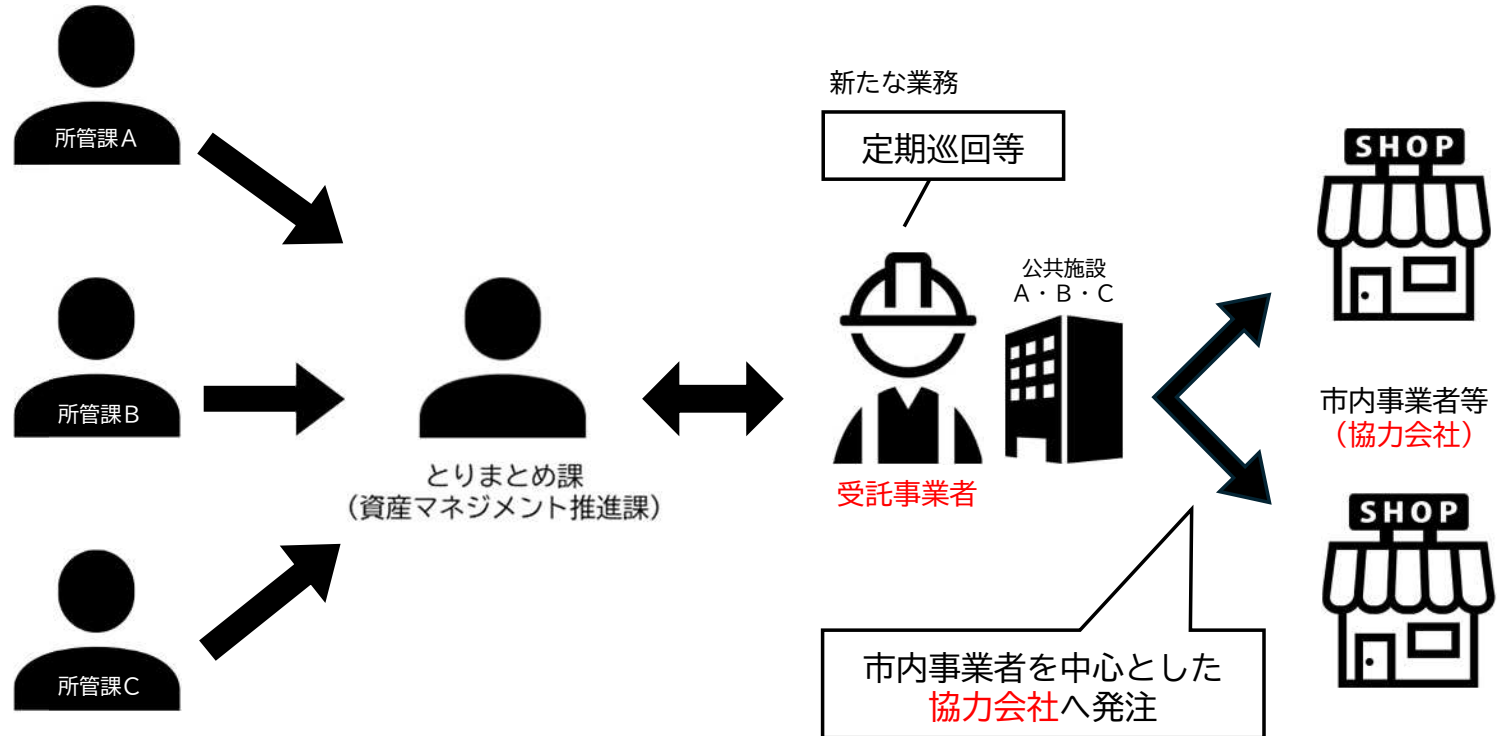 所管課A
所管課B
所管課C
とりまとめ課
（資産マネジメント推進課）
新たな業務
定期巡回等
公共施設
A・B・C
受託事業者
SHOP
市内事業者等
（協力会社）
SHOP
市内事業者を中心とした
協力会社へ発注